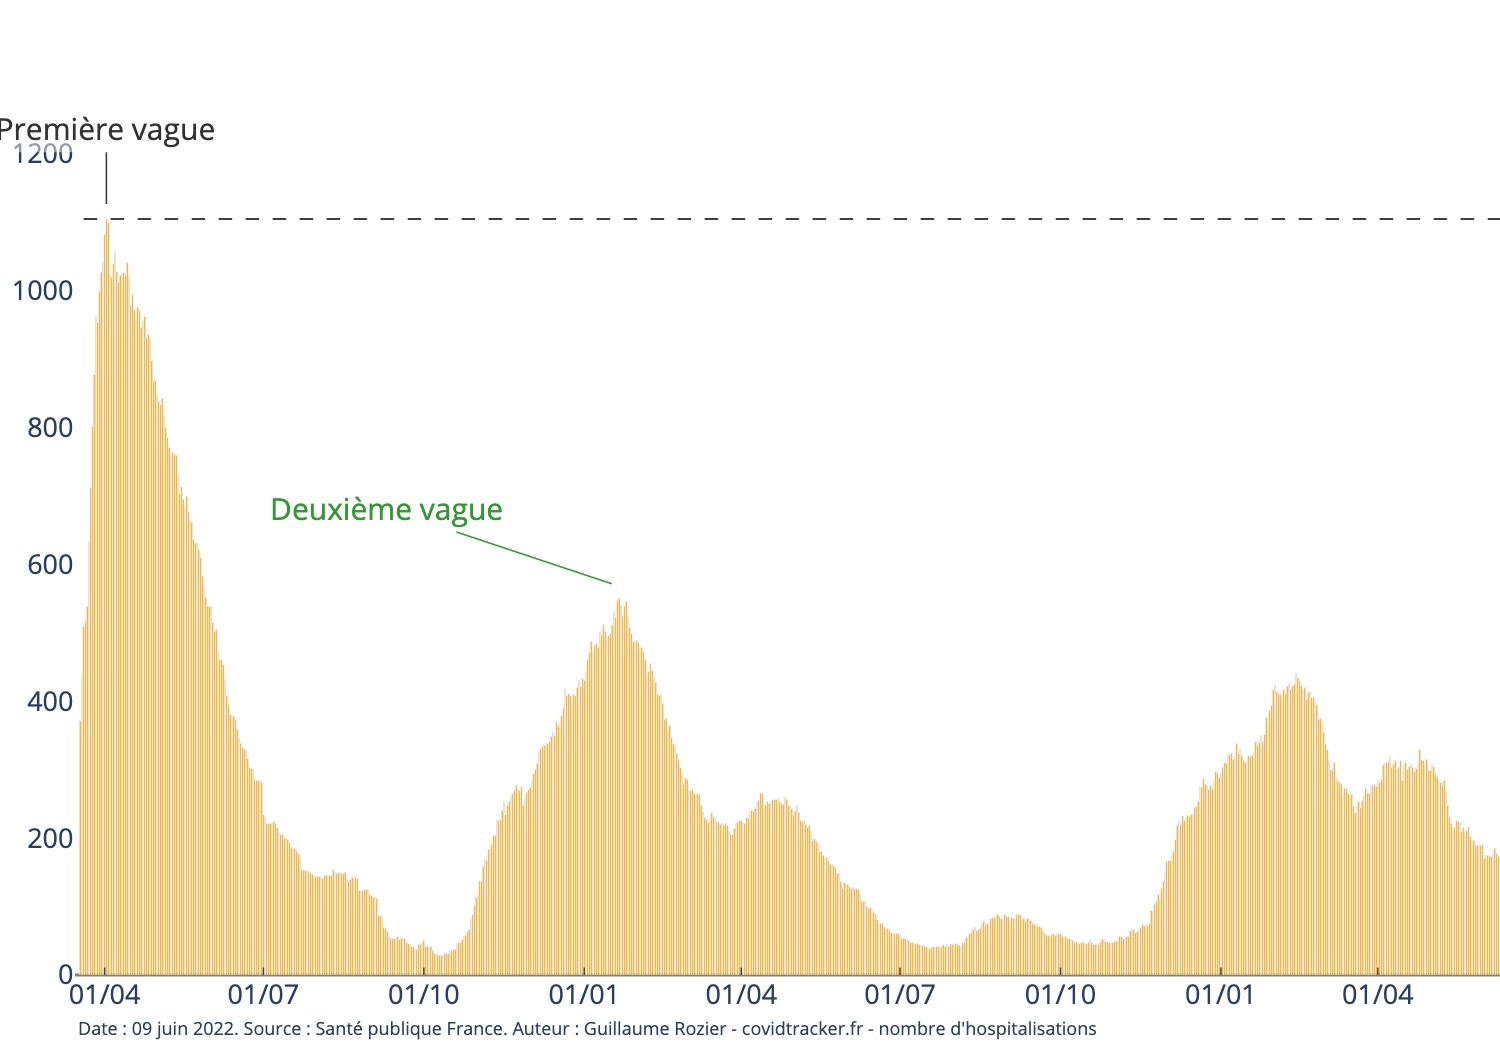 Première vague
1200
1000
800
Deuxième vague
600
400
200
0
01/04 01/07 01/10 01/01 01/04 01/07 01/10 01/01 01/04
Date : 09 juin 2022. Source : Santé publique France. Auteur : Guillaume Rozier - covidtracker.fr - nombre d'hospitalisations